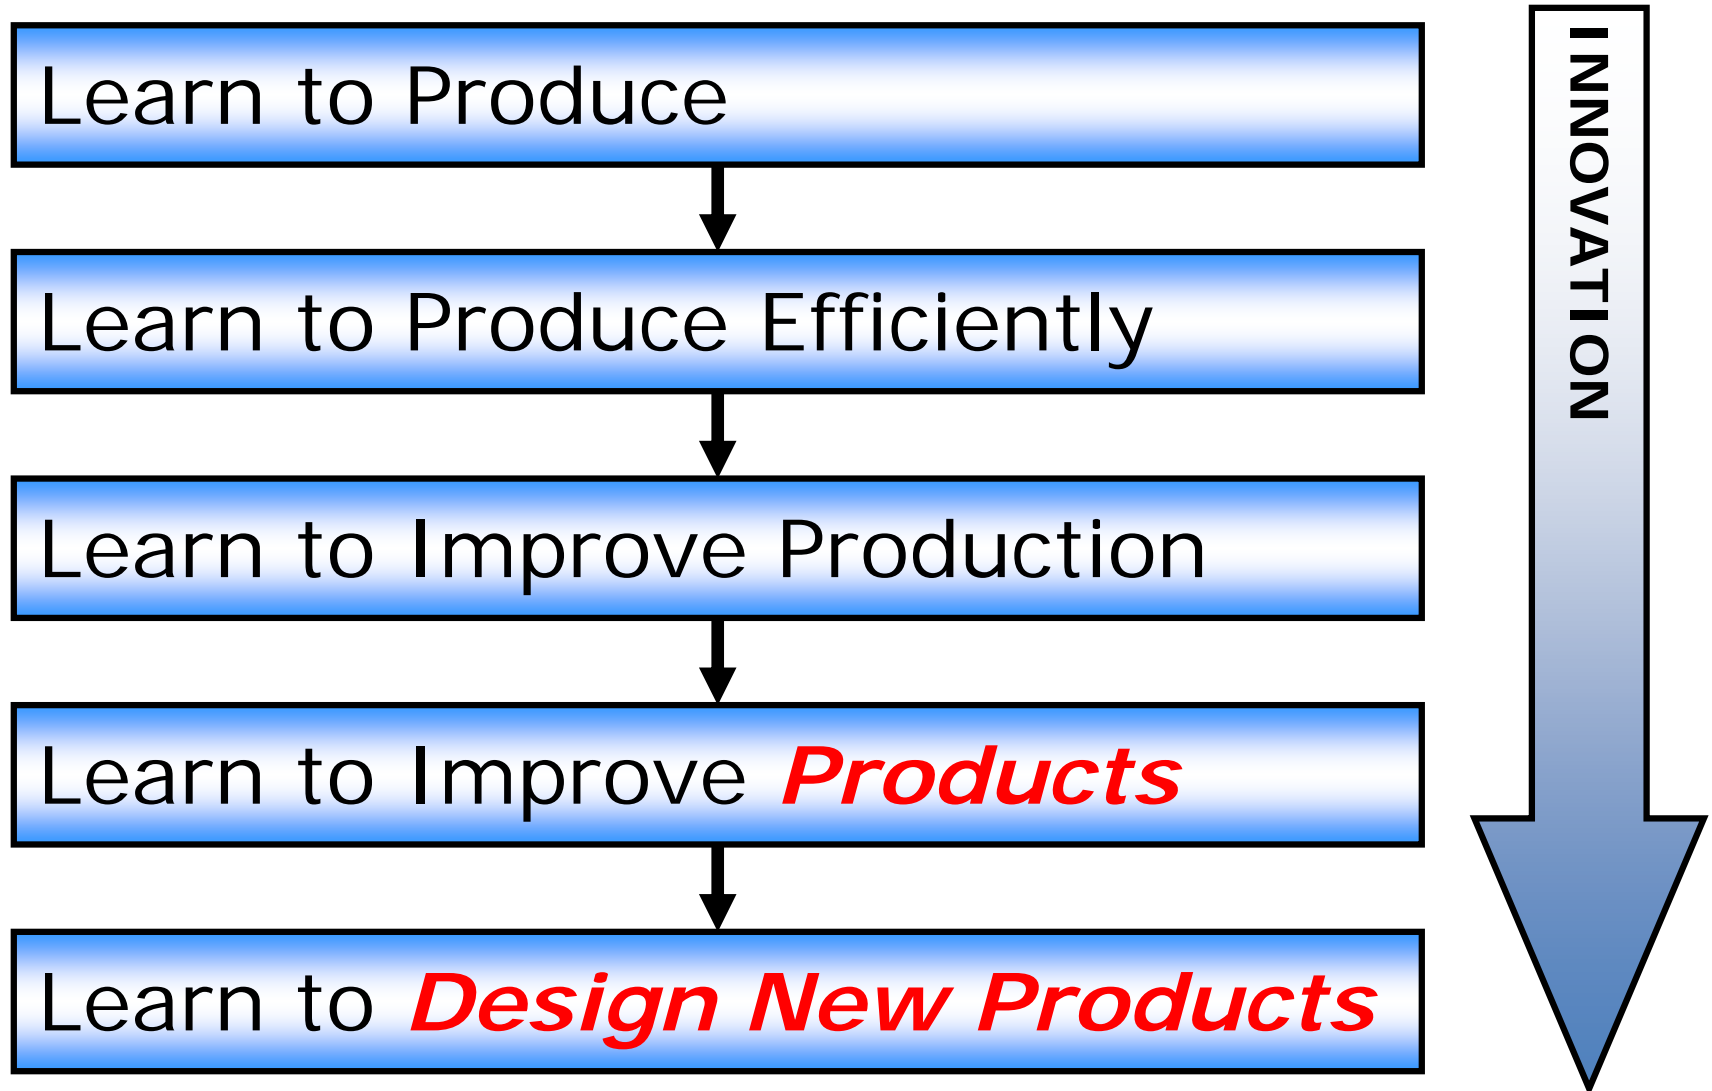 Learn to Produce
Learn to Produce Efficiently
Learn to Improve Production
Learn to Improve Products
Learn to Design New Products
INNOVATION